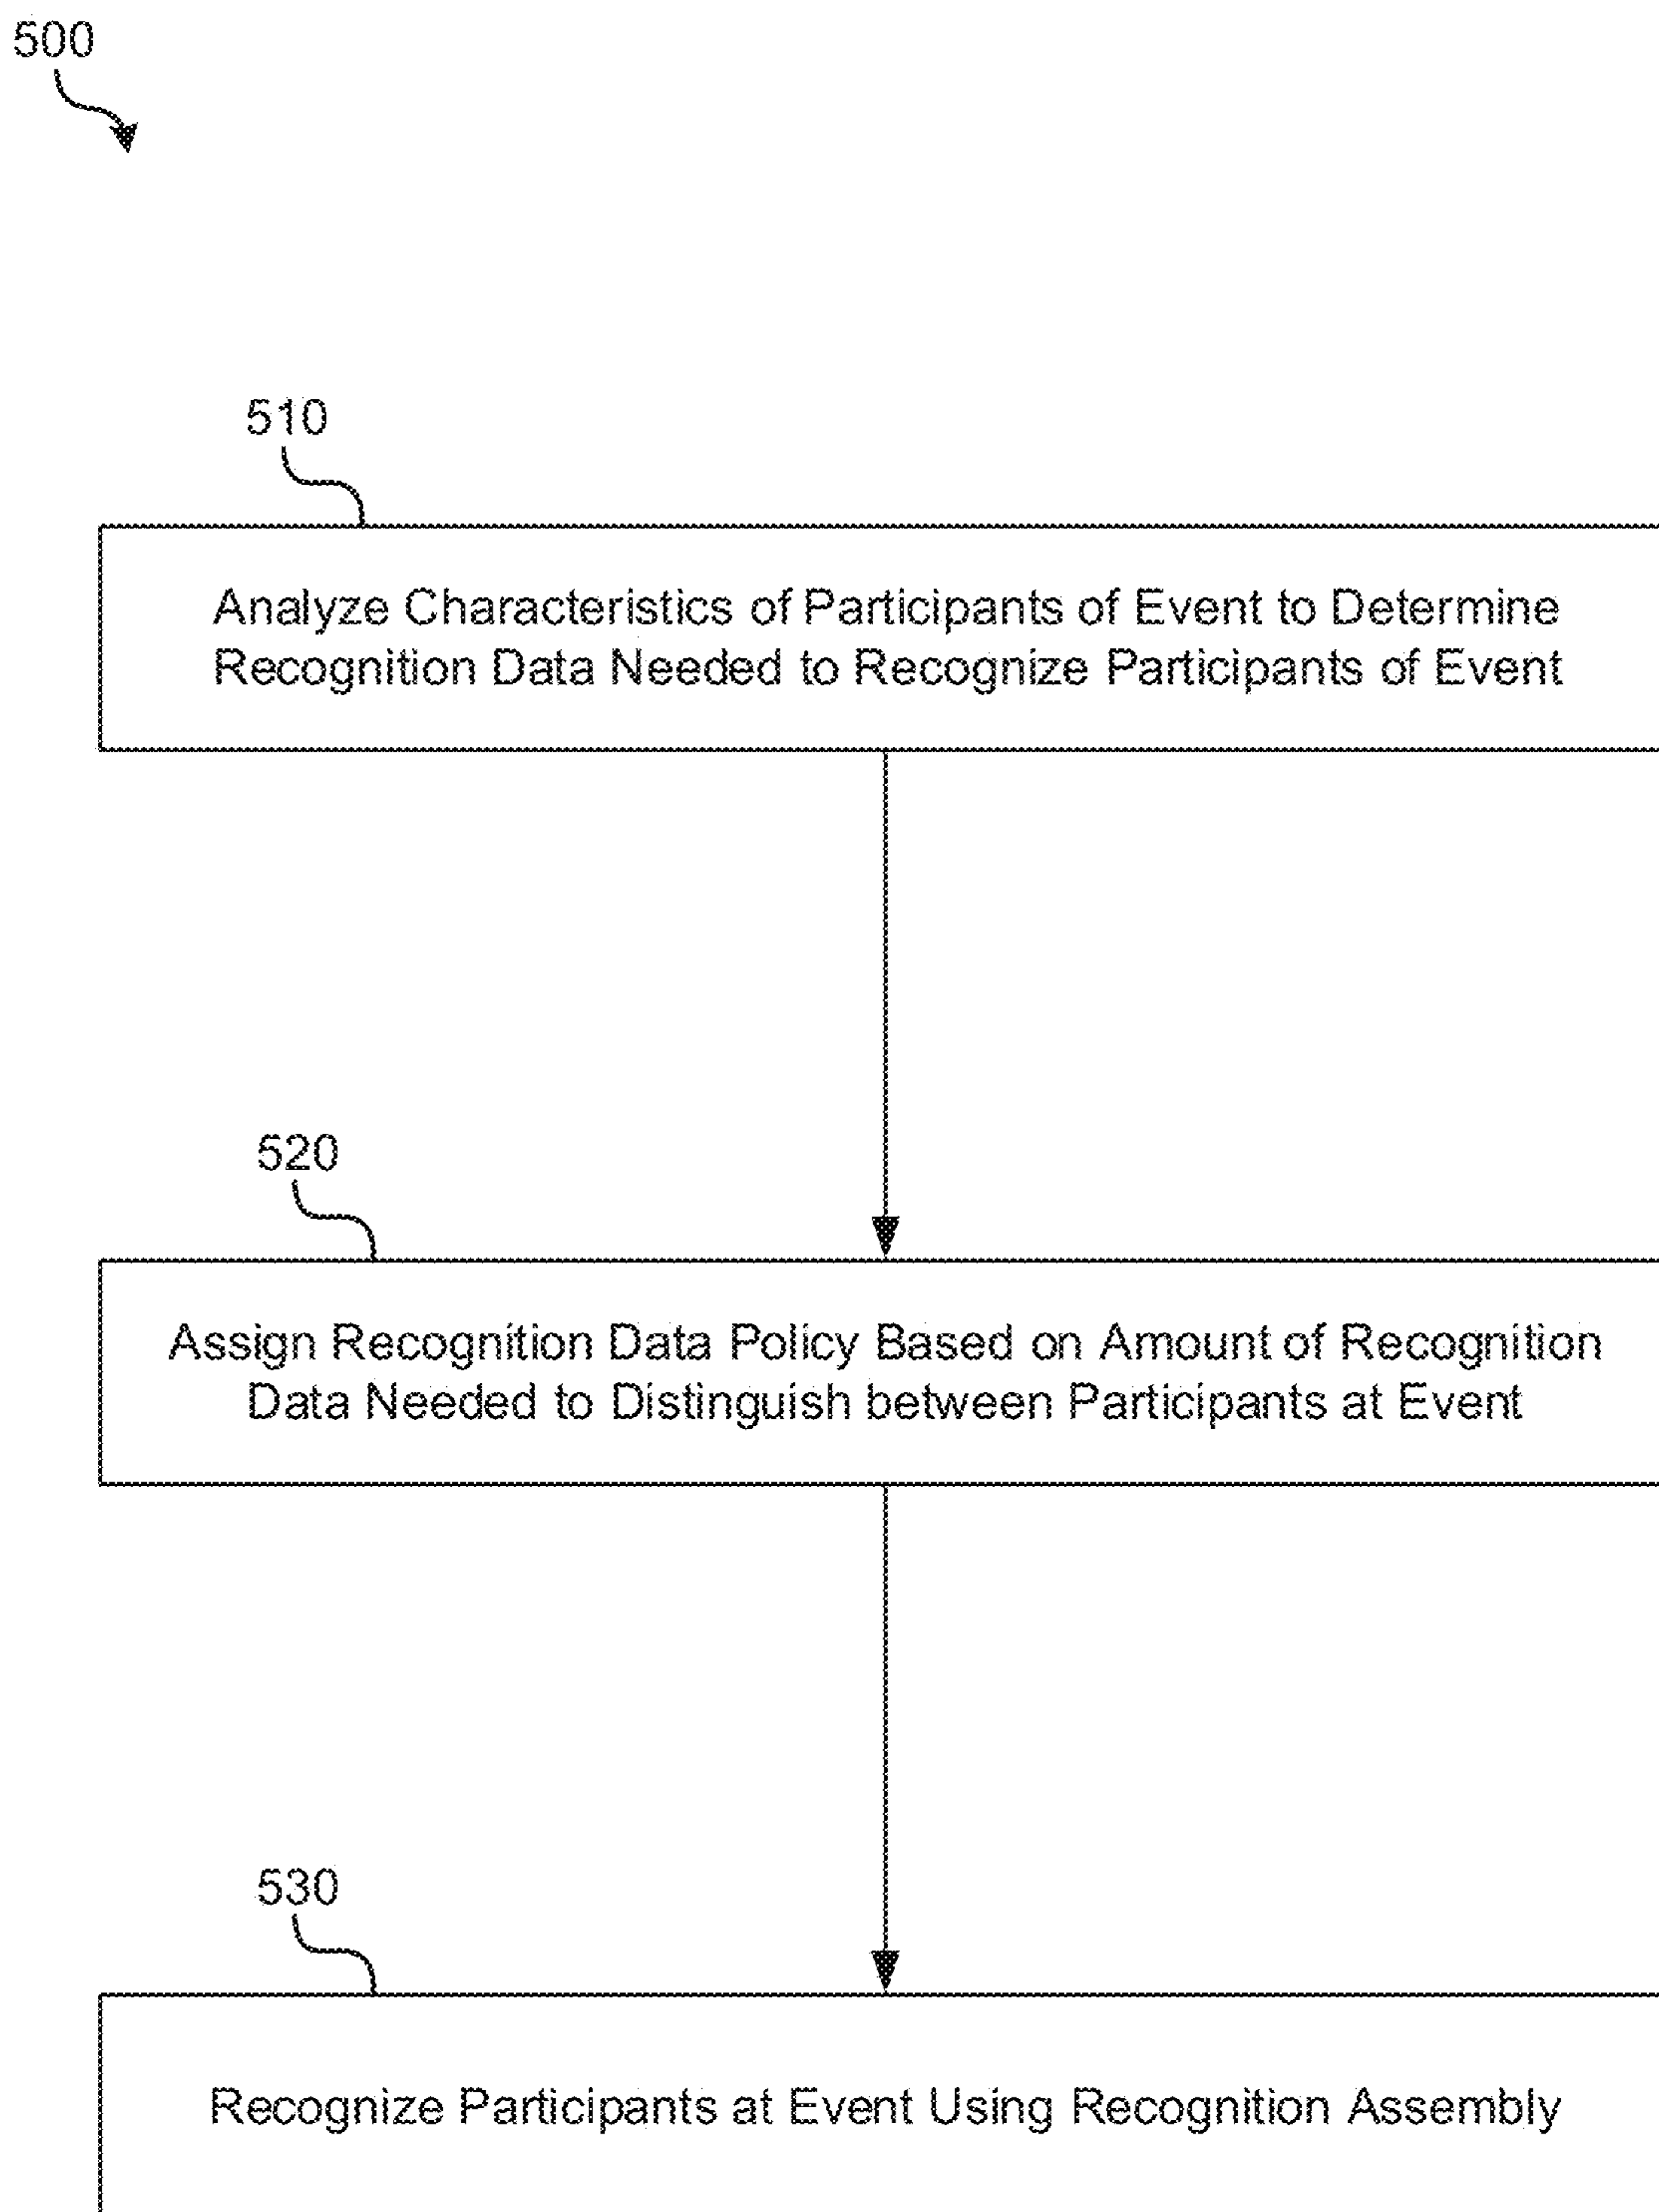 500
510
Analyze Characteristics of Participants of Event to Determine
Recognition Data Needed to Recognize Participants of Event
520
Assign Recognition Data Policy Based on Amount of Recognition
Data Needed to Distinguish between Participants at Event
530
Recognize Participants at Event Using Recognition Assembly